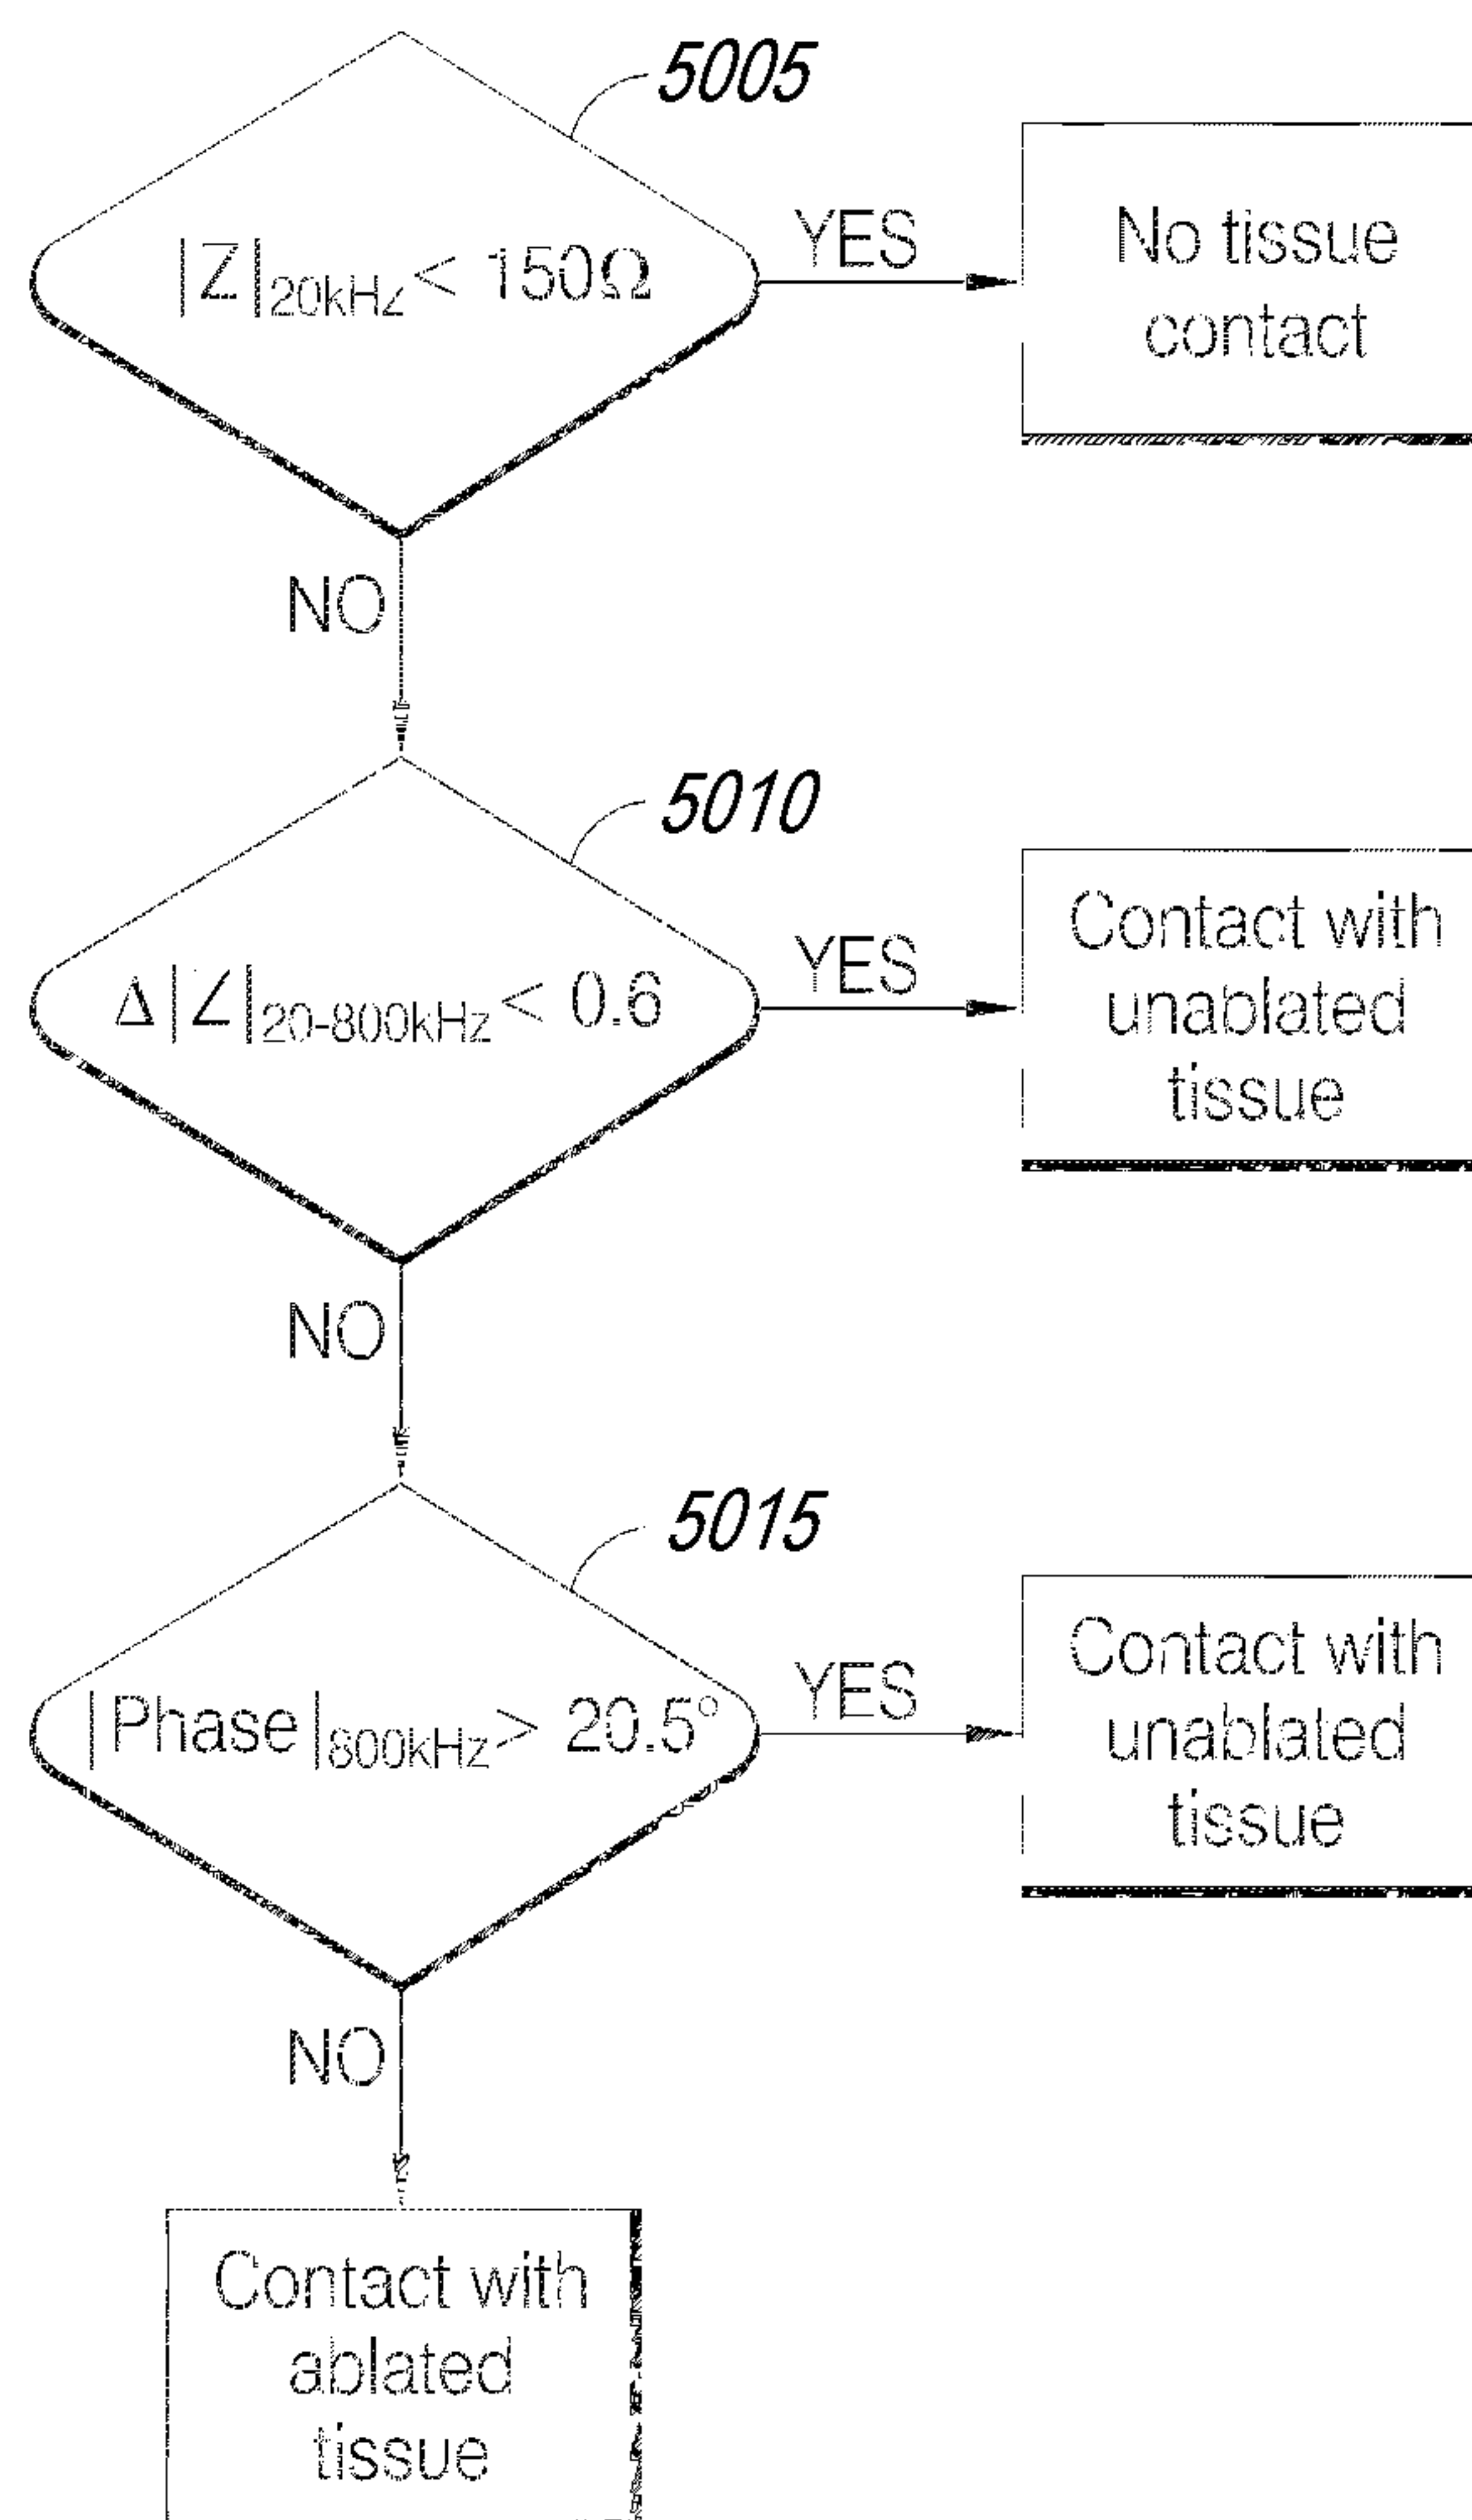 5005
|Z|20kHz < 150Ω
YES
No tissue
contact
NO
5010
Δ|Z|20-800kHz < 0.6
YES
Contact with
unablated
tissue
NO
5015
|Phase|800kHz > 20.5°
YES
Contact with
unablated
tissue
NO
Contact with
ablated
tissue